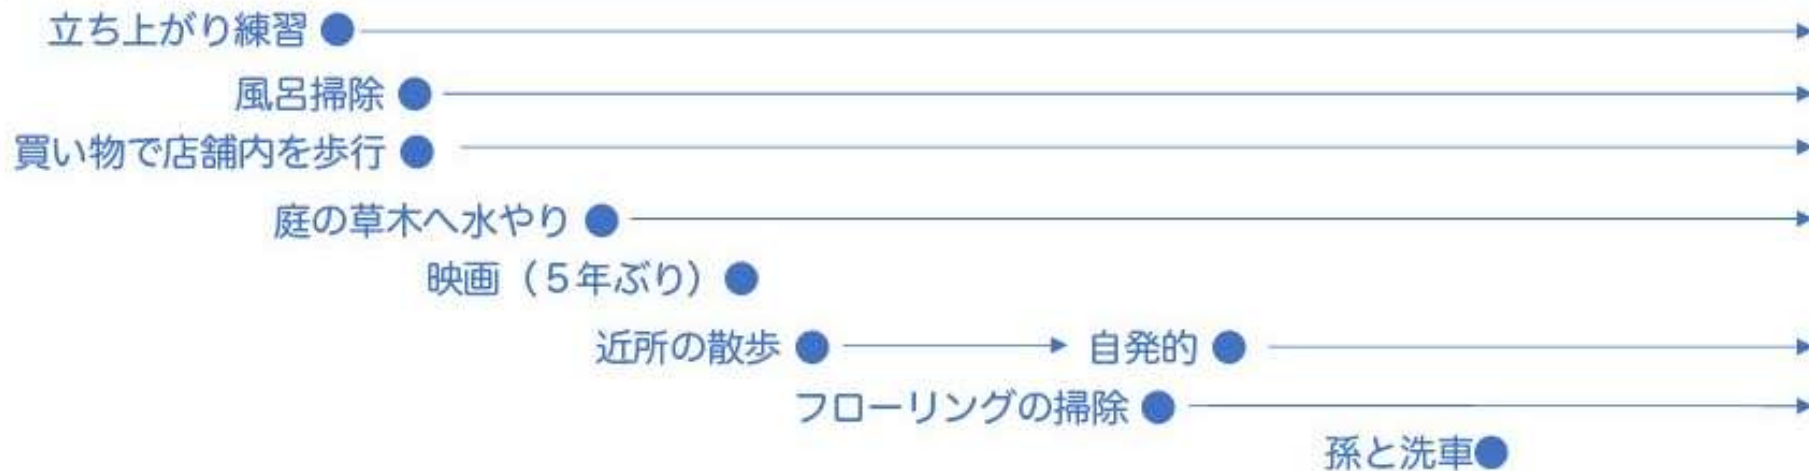 立ち上がり練習
風呂掃除
買い物で店舗内を歩行
庭の草木へ水やり
映画（５年ぶり）
近所の散歩 自発的
フローリングの掃除
孫と洗車